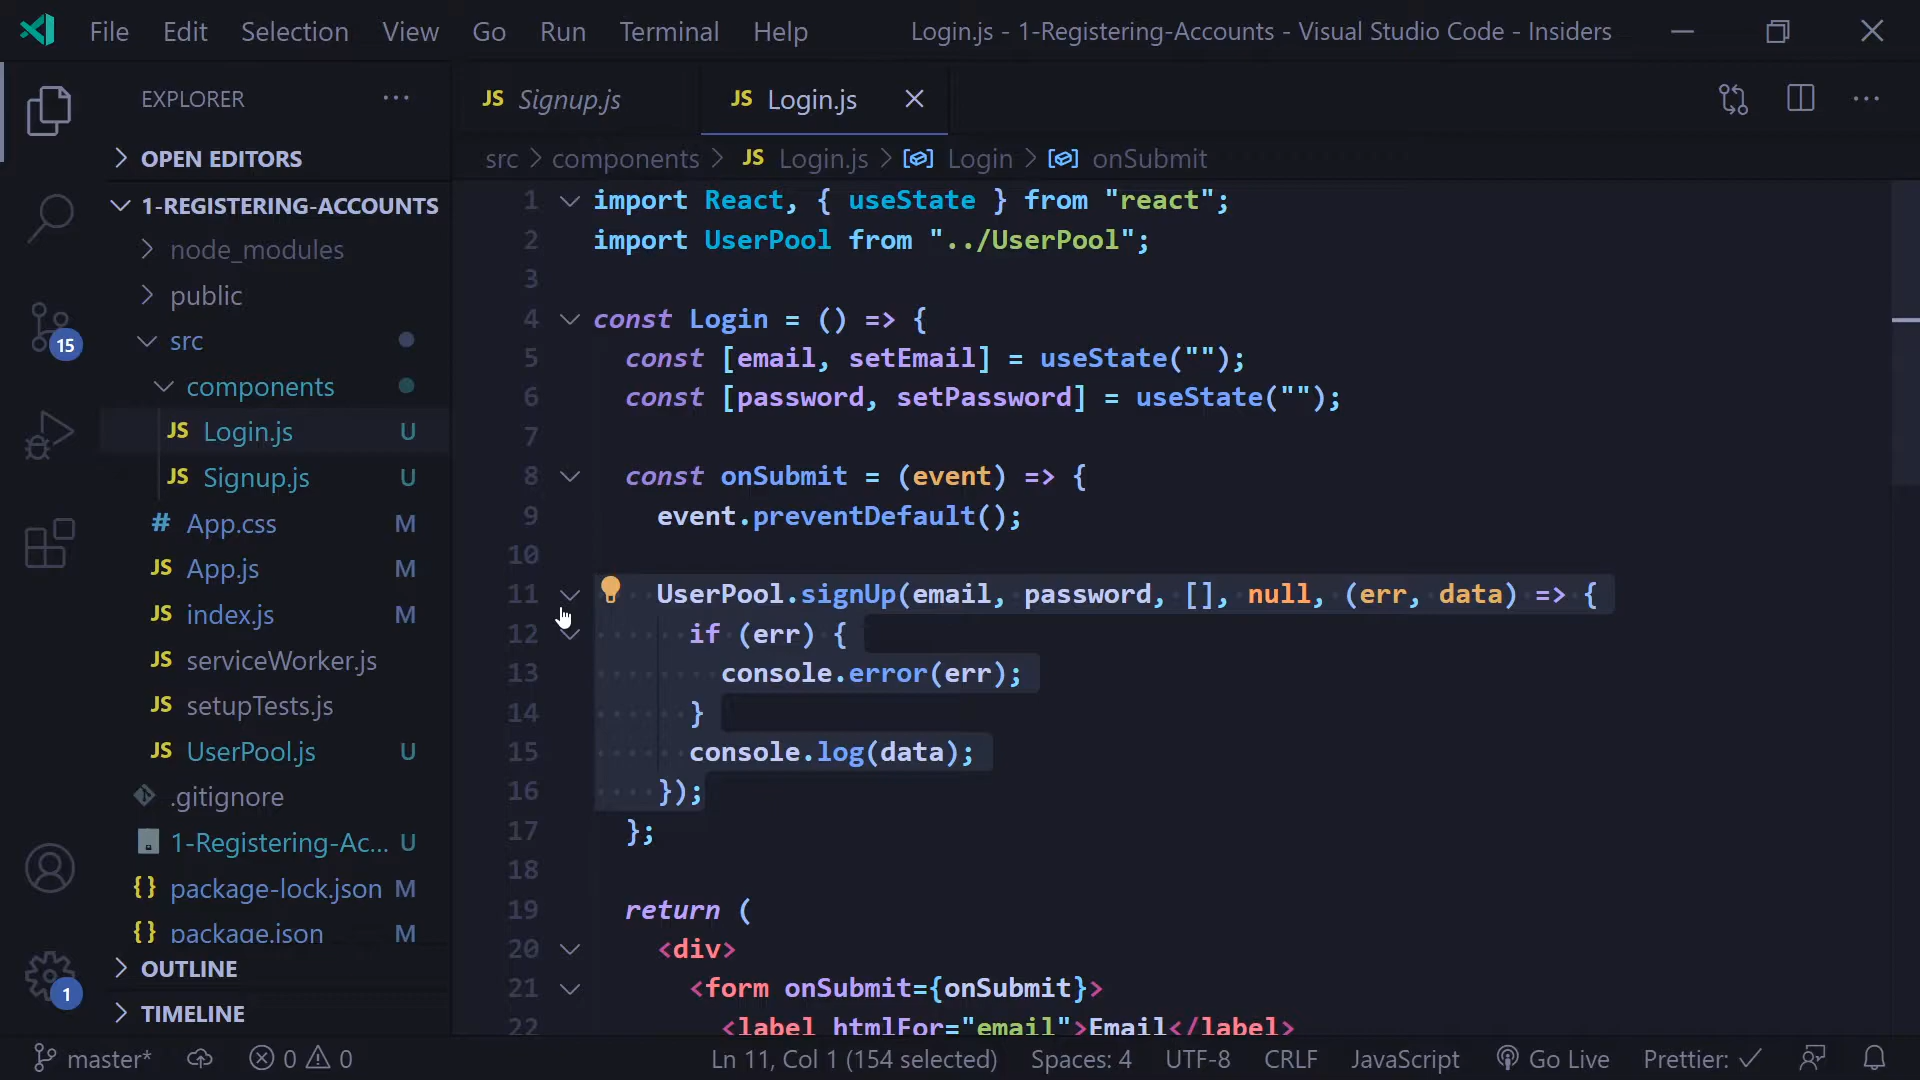 File Edit Selection View Go Run Terminal Help Login.js - 1-Registering-Accounts - Visual Studio Code - Insiders
EXPLORER
OPEN EDITORS
1-REGISTERING-ACCOUNTS
node_modules
public
src
components
JS Login.js U
JS Signup.js U
# App.css M
JS App.js M
JS index.js M
JS serviceWorker.js
JS setupTests.js
JS UserPool.js U
.gitignore
1-Registering-Ac... U
{} package-lock.json M
{} package.json M
OUTLINE
TIMELINE
15
1
JS Signup.js JS Login.js
src > components > JS Login.js > Login > onSubmit
1 import React, { useState } from "react";
2 import UserPool from "../UserPool";
3
4 const Login = () => {
5 const [email, setEmail] = useState("");
6 const [password, setPassword] = useState("");
7
8 const onSubmit = (event) => {
9 event.preventDefault();
10
11 UserPool.signUp(email, password, [], null, (err, data) => {
12 if (err) {
13 console.error(err);
14 }
15 console.log(data);
16 });
17 };
18
19 return (
20 <div>
21 <form onSubmit={onSubmit}>
22 <label htmlFor="email">Email</label>
master* 0 0 Ln 11, Col 1 (154 selected) Spaces: 4 UTF-8 CRLF JavaScript Go Live Prettier: ✓